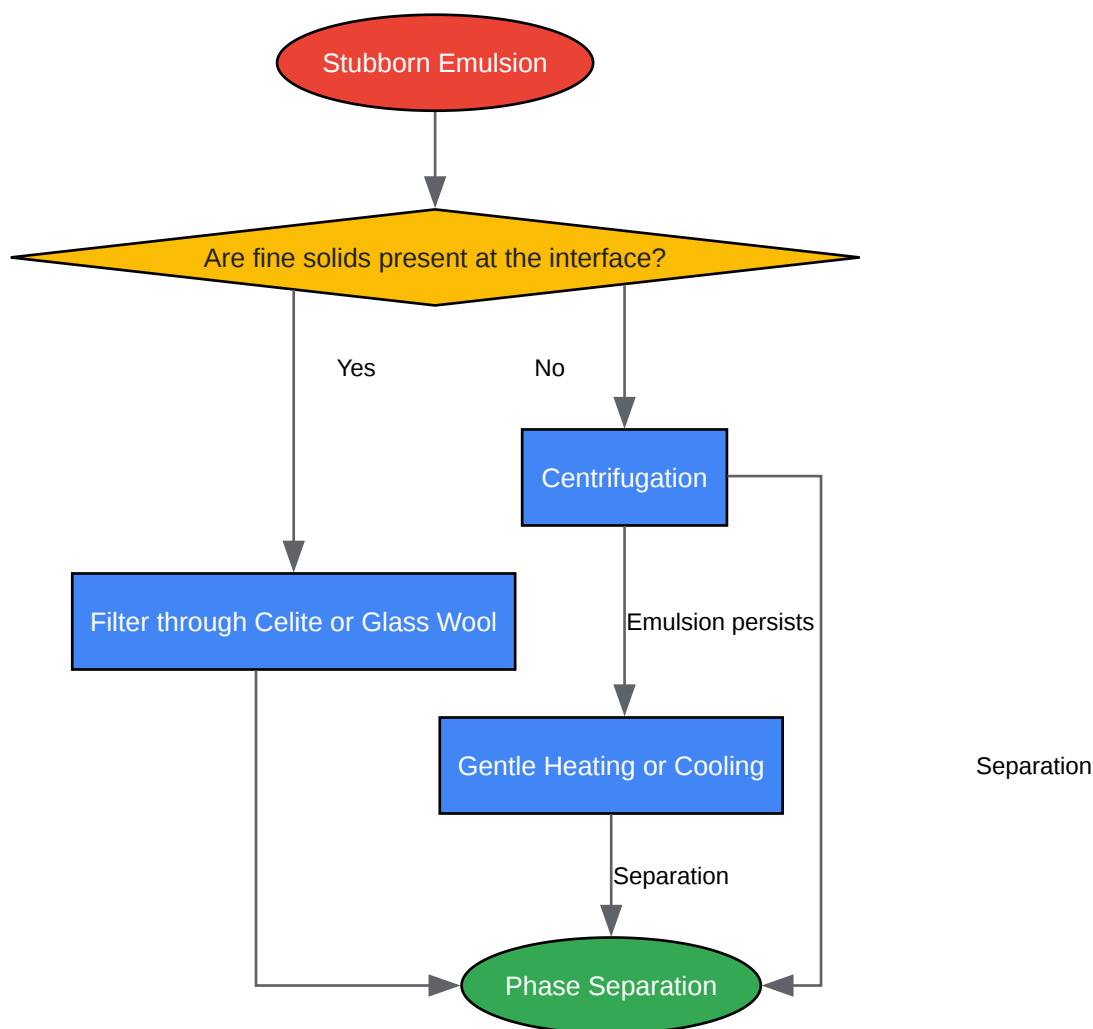 Stubborn Emulsion
Are fine solids present at the interface?
Yes
No
Centrifugation
Filter through Celite or Glass Wool
Emulsion persists
Gentle Heating or Cooling
Separation
Separation
Phase Separation